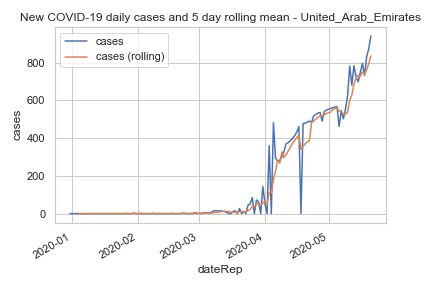 New COVID-19 daily cases and 5 day rolling mean - United_Arab_Emirates
cases
cases (rolling)
800
600
400
200
0
cases
2020-01
2020-02
2020-03
2020-04
2020-05
dateRep